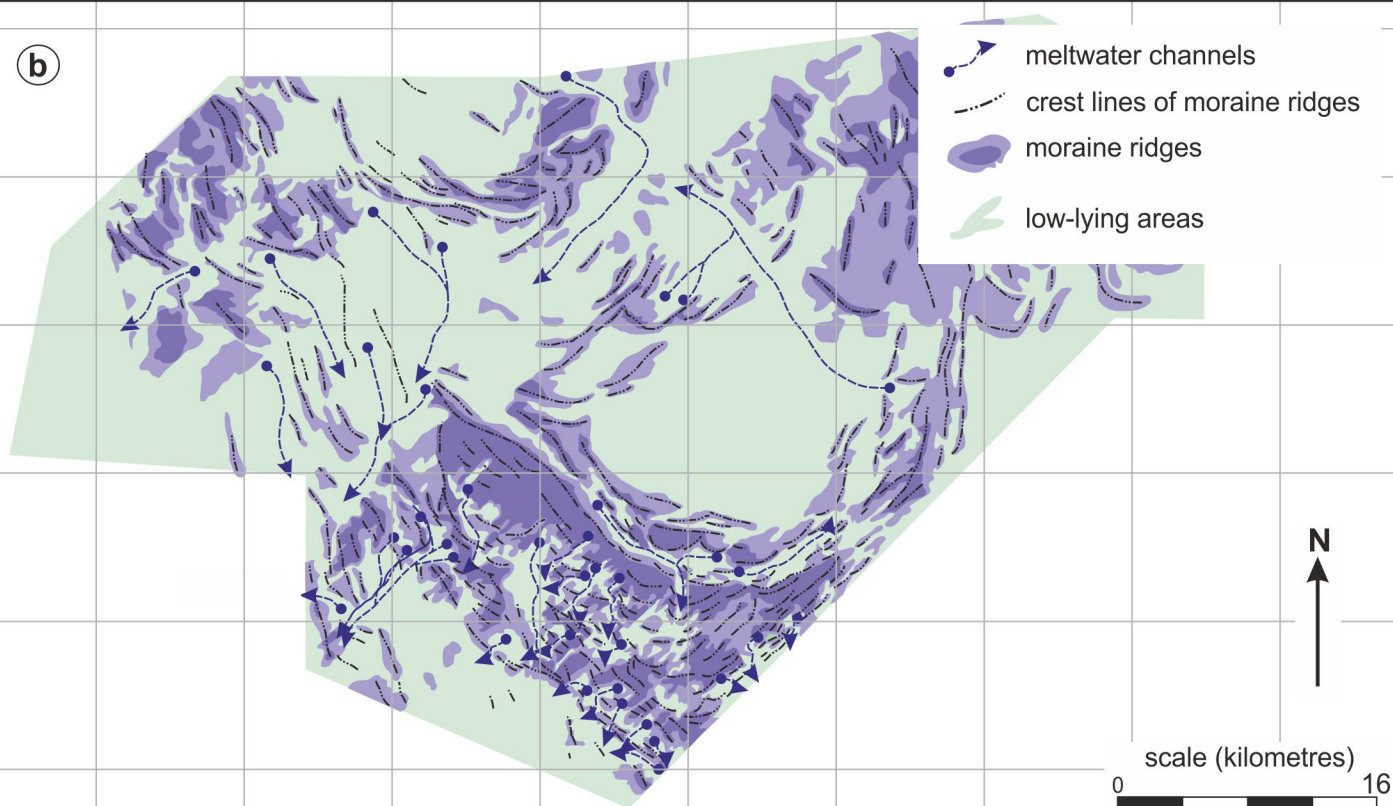 b
meltwater channels
crest lines of moraine ridges
moraine ridges
low-lying areas
N
scale (kilometres)
0 16